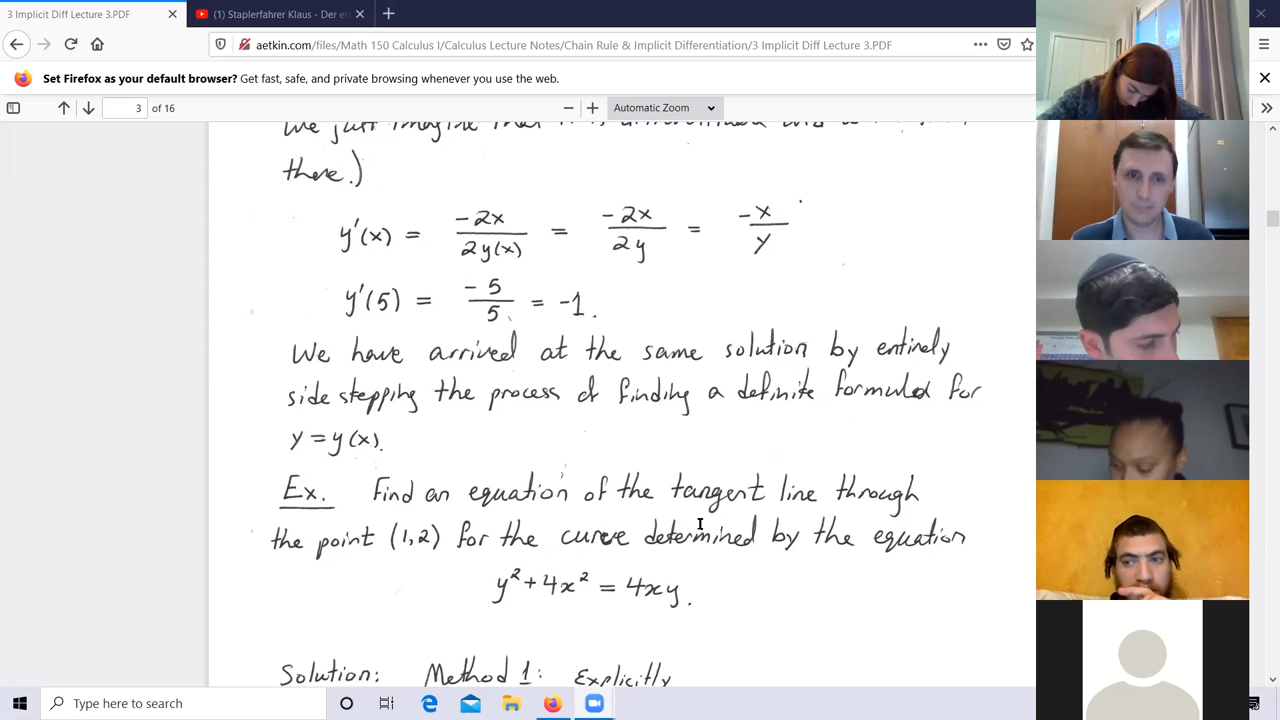 3 Implicit Diff Lecture 3.PDF
(1) Staplerfahrer Klaus - Der er
aetkin.com/files/Math 150 Calculus I/Calculus Lecture Notes/Chain Rule & Implicit Differentiation/3 Implicit Diff Lecture 3.PDF
Set Firefox as your default browser? Get fast, safe, and private browsing whenever you use the web.
3 of 16
Automatic Zoom
We just imagine that
there.)
y'(x) = -2x / 2y(x) = -2x / 2y = -x / y
y'(5) = -5 / 5 = -1.
We have arrived at the same solution by entirely
side stepping the process of finding a definite formula for
y = y(x).
Ex. Find an equation of the tangent line through
the point (1,2) for the curve determined by the equation
y² + 4x² = 4xy.
Solution: Method 1: Explicitly
Type here to search